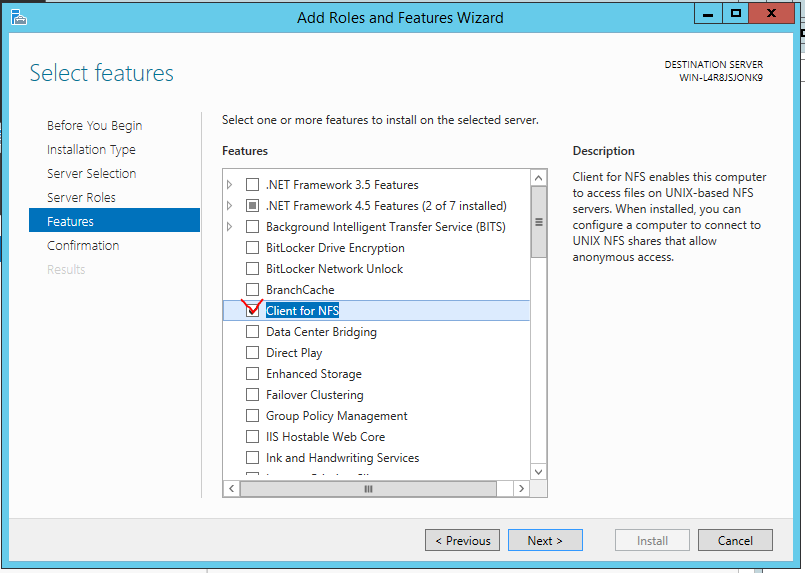 Add Roles and Features Wizard
Select features
DESTINATION SERVER
WIN-L4R8JSJONK9
Before You Begin
Installation Type
Server Selection
Server Roles
Features
Confirmation
Results
Select one or more features to install on the selected server.
Features
.NET Framework 3.5 Features
.NET Framework 4.5 Features (2 of 7 installed)
Background Intelligent Transfer Service (BITS)
BitLocker Drive Encryption
BitLocker Network Unlock
BranchCache
Client for NFS
Data Center Bridging
Direct Play
Enhanced Storage
Failover Clustering
Group Policy Management
IIS Hostable Web Core
Ink and Handwriting Services
Description
Client for NFS enables this computer
to access files on UNIX-based NFS
servers. When installed, you can
configure a computer to connect to
UNIX NFS shares that allow
anonymous access.
< Previous
Next >
Install
Cancel